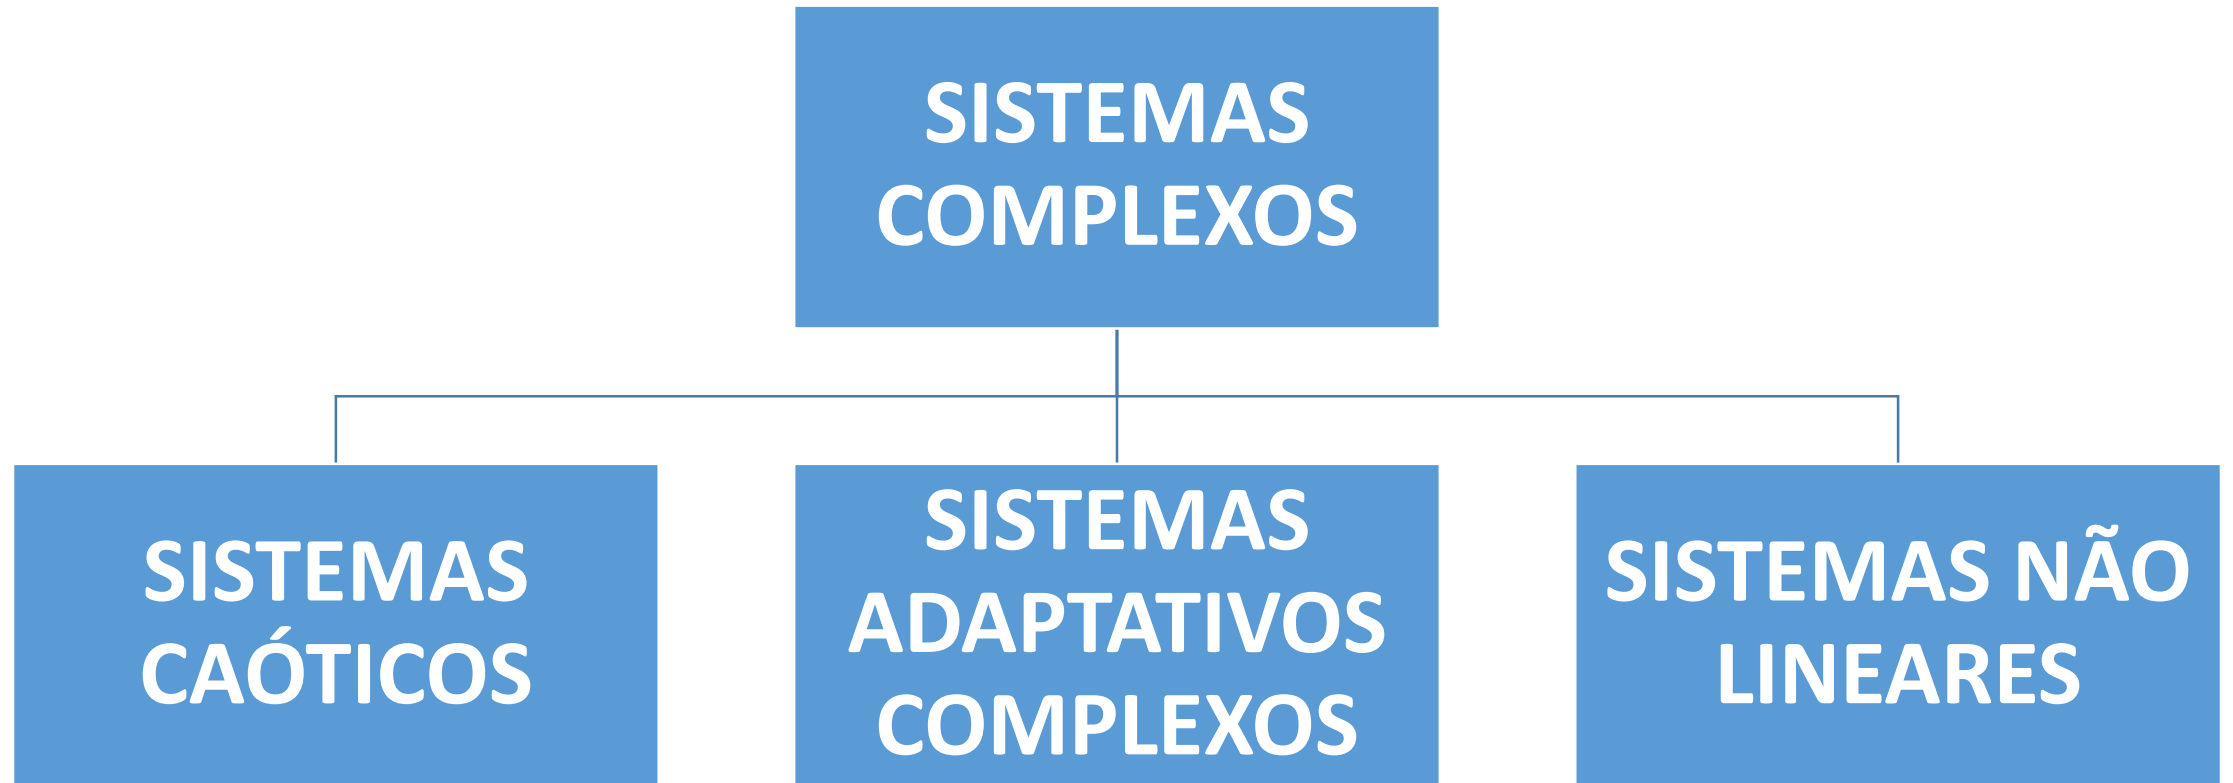 SISTEMAS
COMPLEXOS
SISTEMAS
CAÓTICOS
SISTEMAS
ADAPTATIVOS
COMPLEXOS
SISTEMAS NÃO
LINEARES